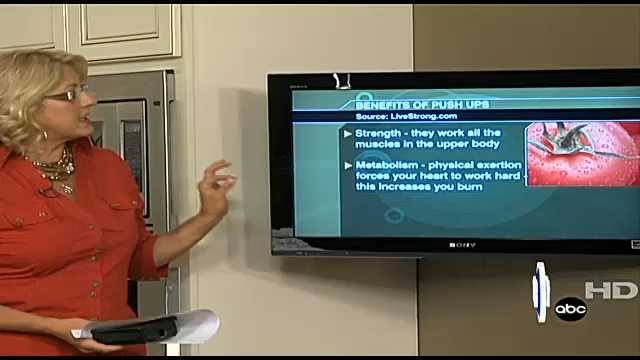 BENEFITS OF PUSH UPS
Source: LiveStrong.com
Strength - they work all the
muscles in the upper body
Metabolism - physical exertion
forces your heart to work hard -
this increases you burn
SONY
abc
HD